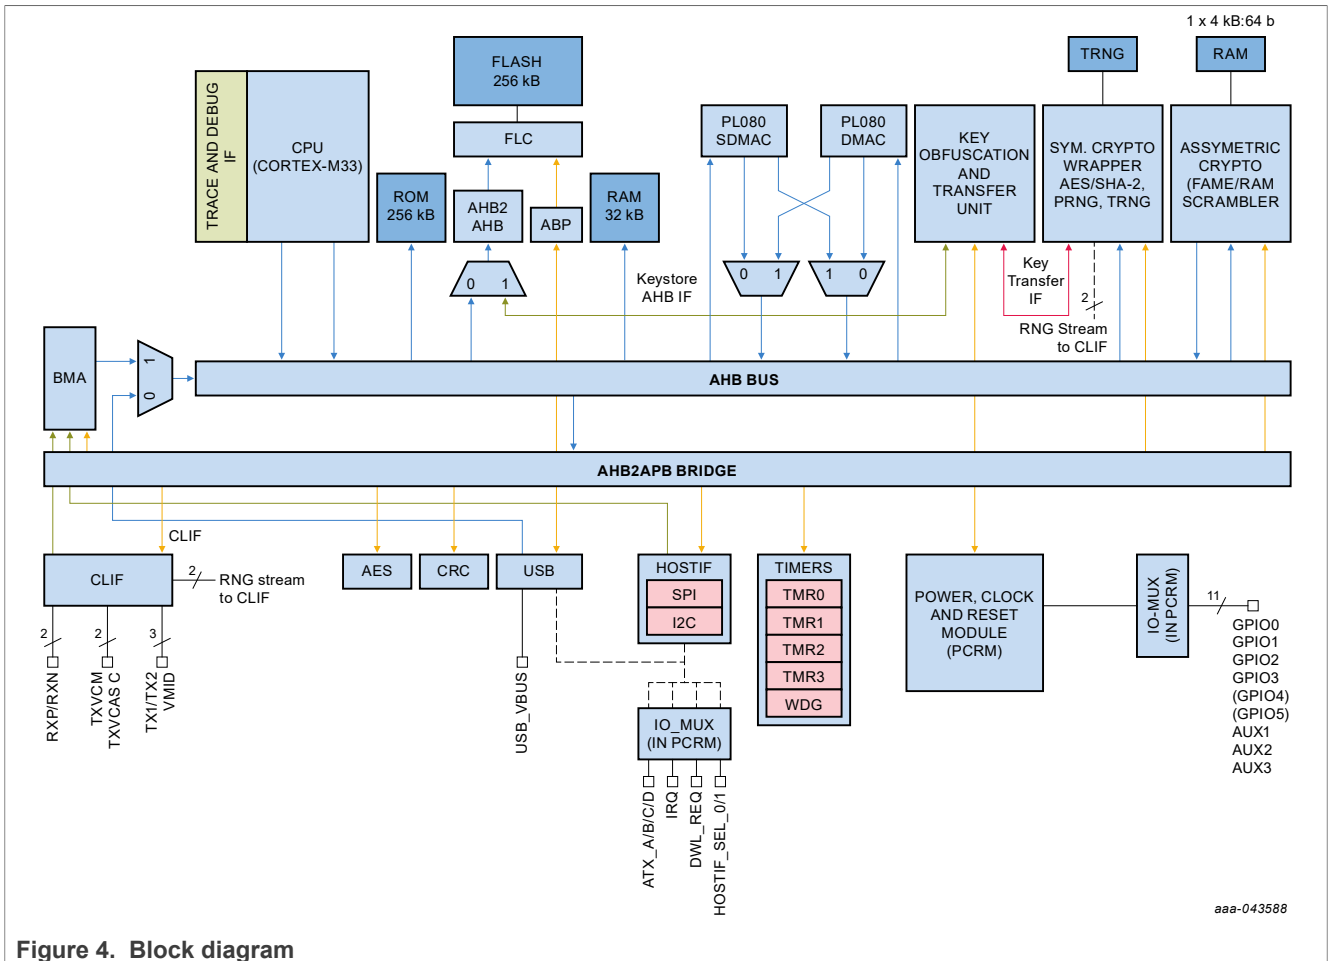 1 x 4 kB:64 b
TRACE AND DEBUG
IF
CPU
(CORTEX-M33)
FLASH
256 kB
FLC
ROM
256 kB
AHB2
AHB
ABP
RAM
32 kB
PL080
SDMAC
PL080
DMAC
KEY
OBFUSCATION
AND
TRANSFER
UNIT
TRNG
SYM. CRYPTO
WRAPPER
AES/SHA-2,
PRNG, TRNG
RAM
ASSYMETRIC
CRYPTO
(FAME/RAM
SCRAMBLER)
0 1
Keystore
AHB IF
0 1
1 0
Key
Transfer
IF
2
RNG Stream
to CLIF
BMA
1
0
AHB BUS
AHB2APB BRIDGE
CLIF
CLIF
2
RNG stream
to CLIF
AES
CRC
USB
HOSTIF
SPI
I2C
TIMERS
TMR0
TMR1
TMR2
TMR3
WDG
POWER, CLOCK
AND RESET
MODULE
(PCRM)
IO-MUX
(IN PCRM)
11
GPIO0
GPIO1
GPIO2
GPIO3
(GPIO4)
(GPIO5)
AUX1
AUX2
AUX3
2
RXP/RXN
2
TXVCM
TXVCAS C
3
TX1/TX2
VMID
USB_VBUS
IO_MUX
(IN PCRM)
ATX_A/B/C/D
IRQ
DWL_REQ
HOSTIF_SEL_0/1
aaa-043588
Figure 4. Block diagram